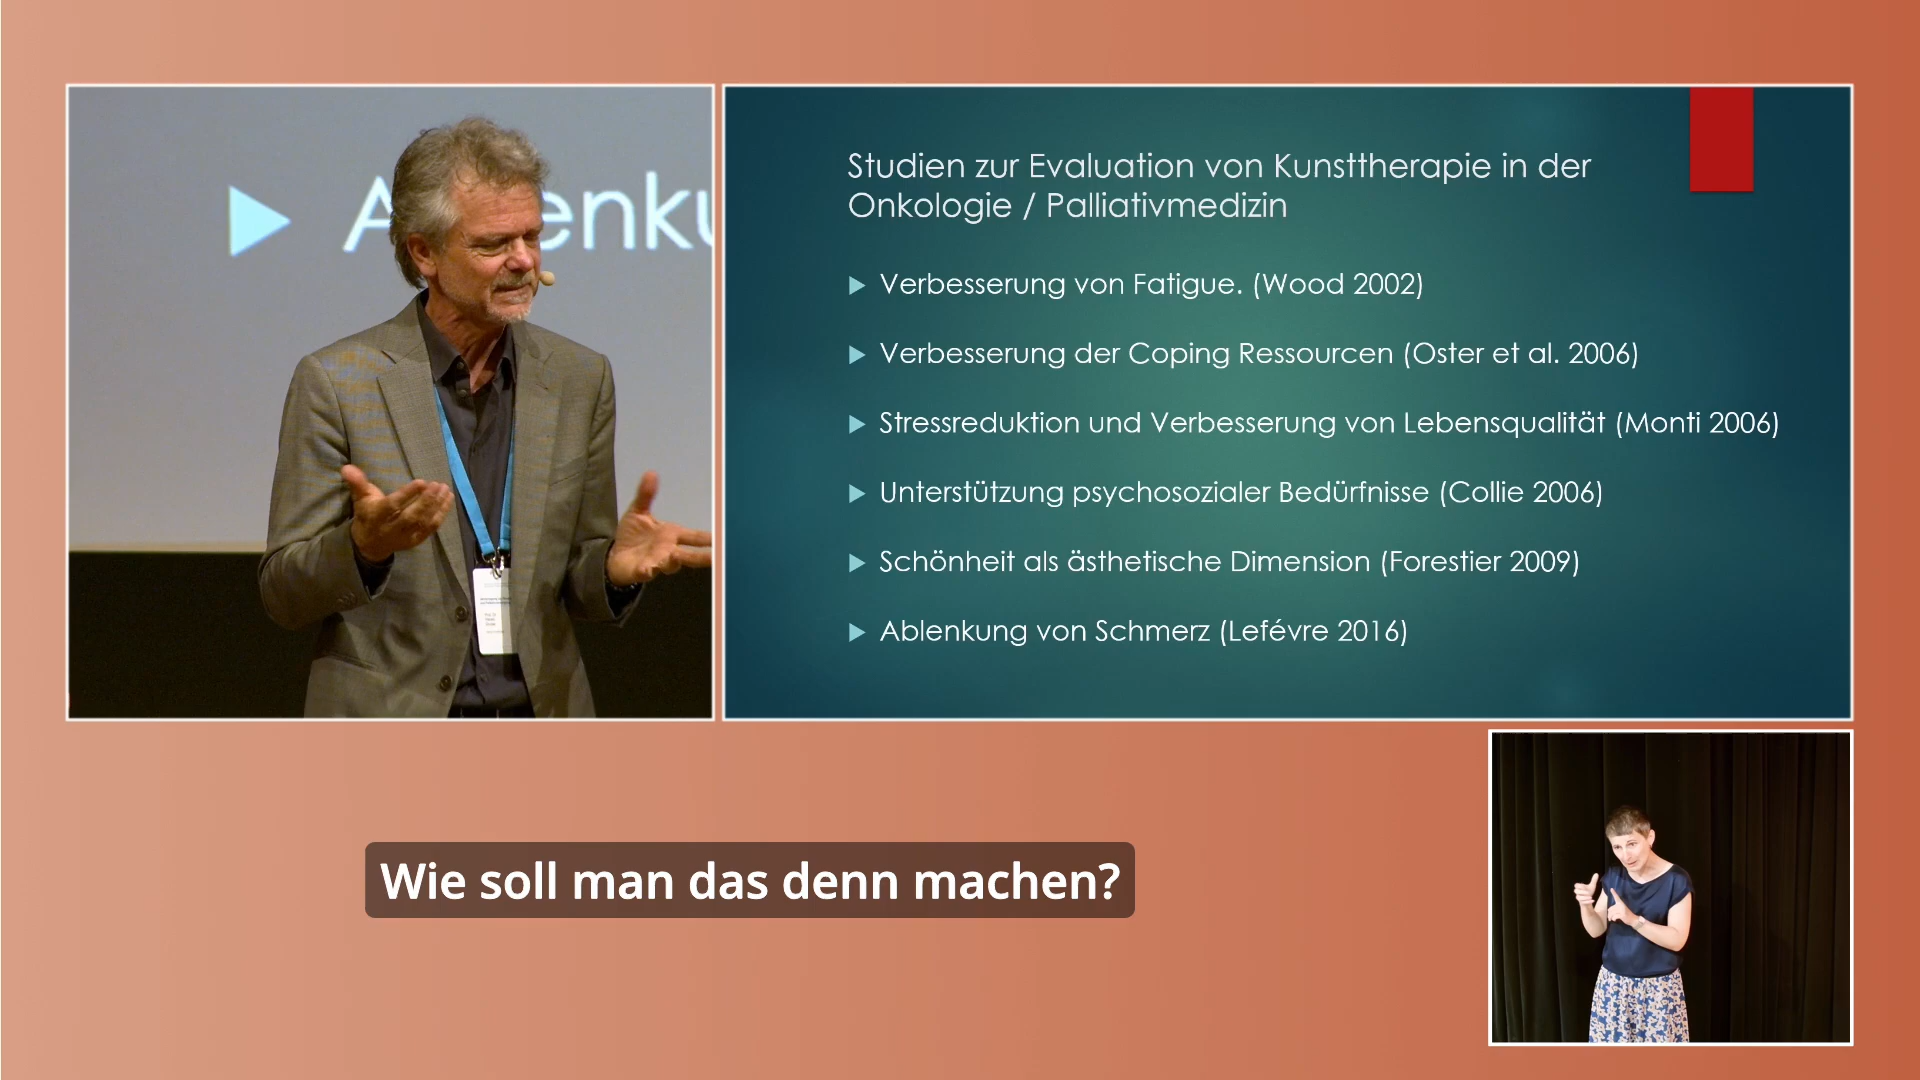 A enku
Studien zur Evaluation von Kunsttherapie in der
Onkologie / Palliativmedizin
Verbesserung von Fatigue. (Wood 2002)
Verbesserung der Coping Ressourcen (Oster et al. 2006)
Stressreduktion und Verbesserung von Lebensqualität (Monti 2006)
Unterstützung psychosozialer Bedürfnisse (Collie 2006)
Schönheit als ästhetische Dimension (Forestier 2009)
Ablenkung von Schmerz (Lefévre 2016)
Wie soll man das denn machen?